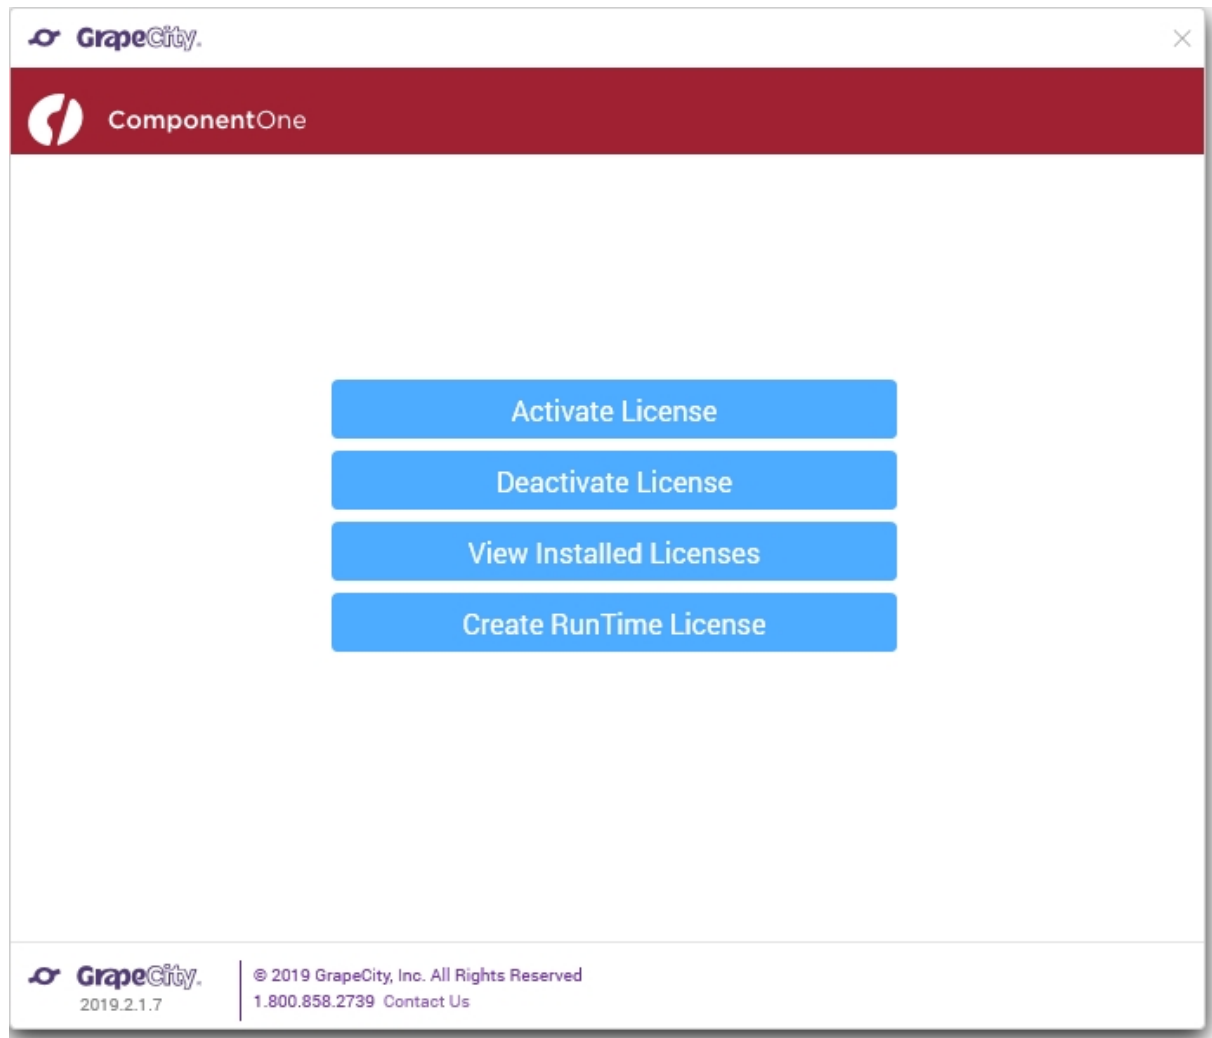 GrapeCity.
ComponentOne
Activate License
Deactivate License
View Installed Licenses
Create RunTime License
GrapeCity.
2019.2.1.7
© 2019 GrapeCity, Inc. All Rights Reserved
1.800.858.2739 Contact Us